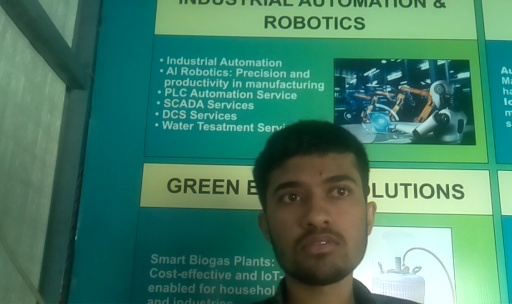 INDUSTRIAL AUTOMATION &
ROBOTICS
• Industrial Automation
• AI Robotics: Precision and
productivity in manufacturing
• PLC Automation Service
• SCADA Services
• DCS Services
• Water Tesatment Servi
GREEN OLUTIONS
Smart Biogas Plants:
Cost-effective and IoT-
enabled for househol
and industries